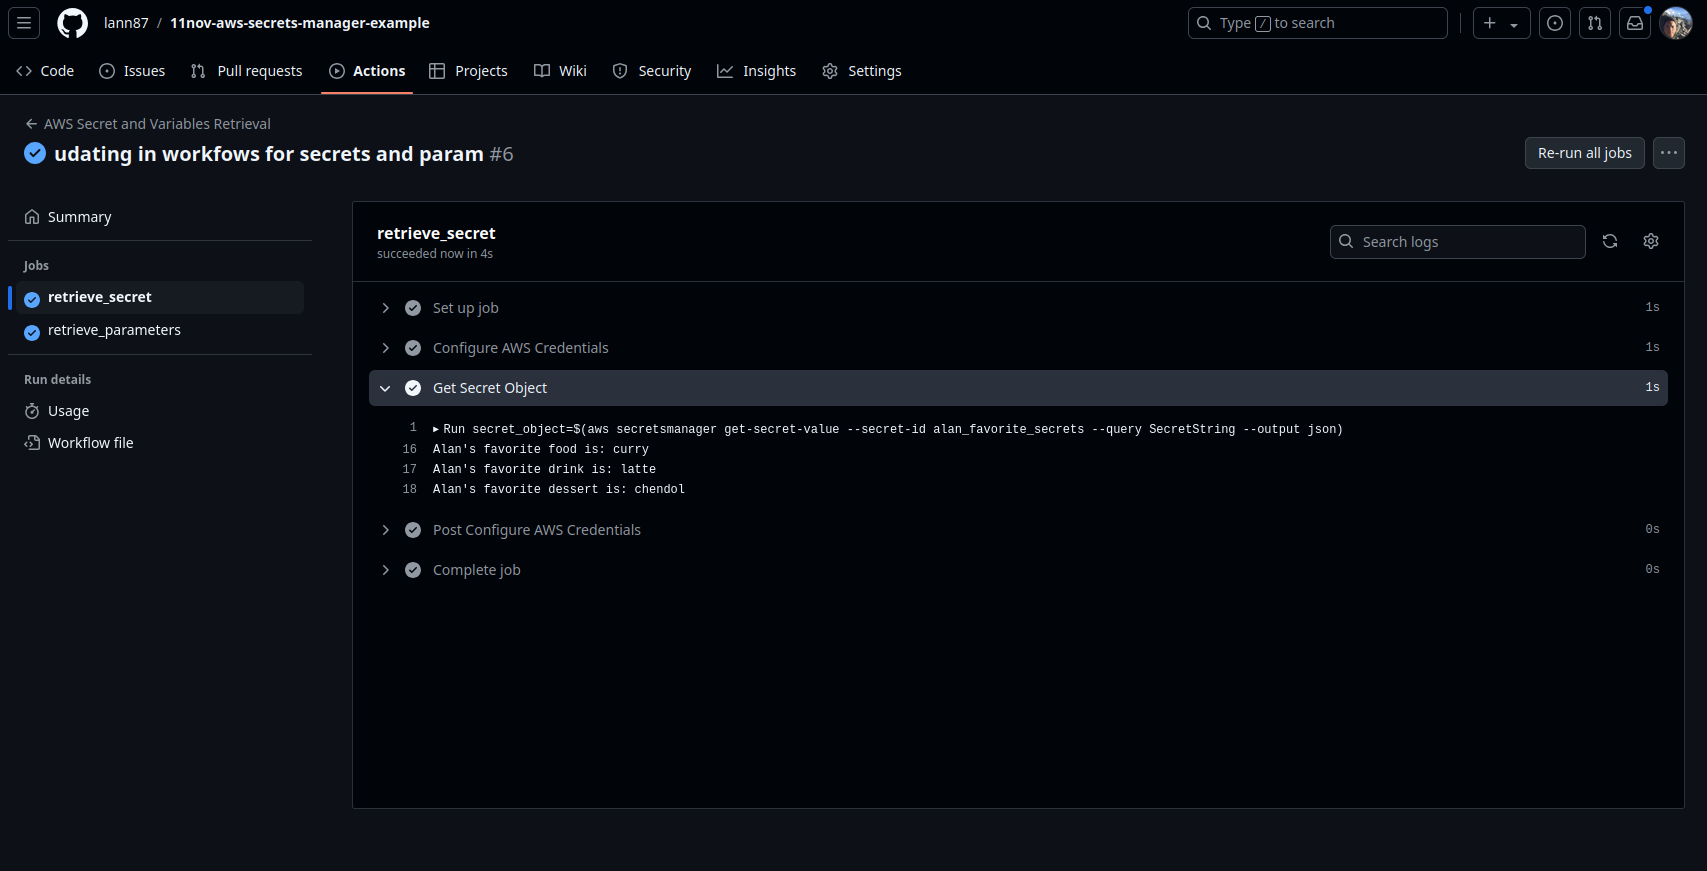 lann87 / 11nov-aws-secrets-manager-example
Type / to search
Code
Issues
Pull requests
Actions
Projects
Wiki
Security
Insights
Settings
AWS Secret and Variables Retrieval
udating in workfows for secrets and param #6
Re-run all jobs
Summary
Jobs
retrieve_secret
retrieve_parameters
Run details
Usage
Workflow file
retrieve_secret
succeeded now in 4s
Search logs
Set up job 1s
Configure AWS Credentials 1s
Get Secret Object 1s
1 Run secret_object=$(aws secretsmanager get-secret-value --secret-id alan_favorite_secrets --query SecretString --output json)
16 Alan's favorite food is: curry
17 Alan's favorite drink is: latte
18 Alan's favorite dessert is: chendol
Post Configure AWS Credentials 0s
Complete job 0s